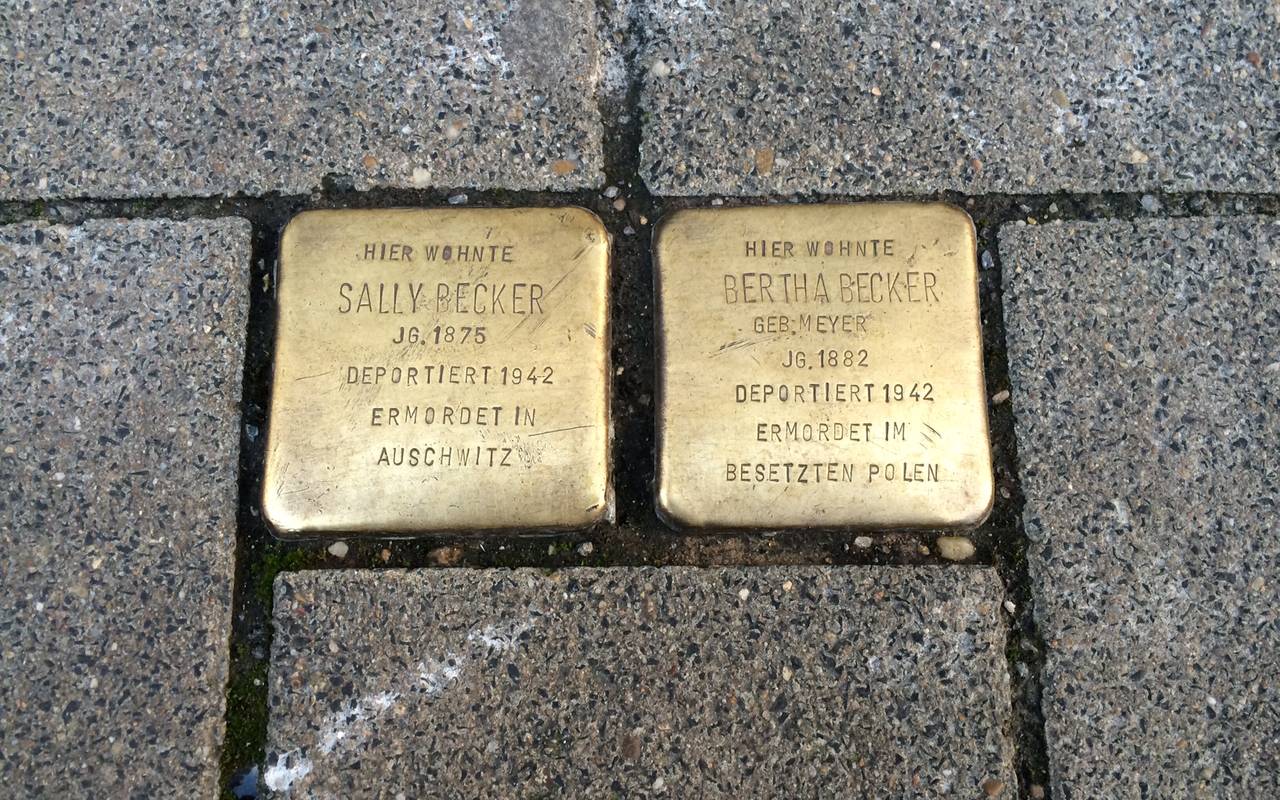 HIER WOHNTE
SALLY BECKER
JG. 1875
DEPORTIERT 1942
ERMORDET IN
AUSCHWITZ
HIER WOHNTE
BERTHA BECKER
GEB. MEYER
JG. 1882
DEPORTIERT 1942
ERMORDET IM
BESETZTEN POLEN